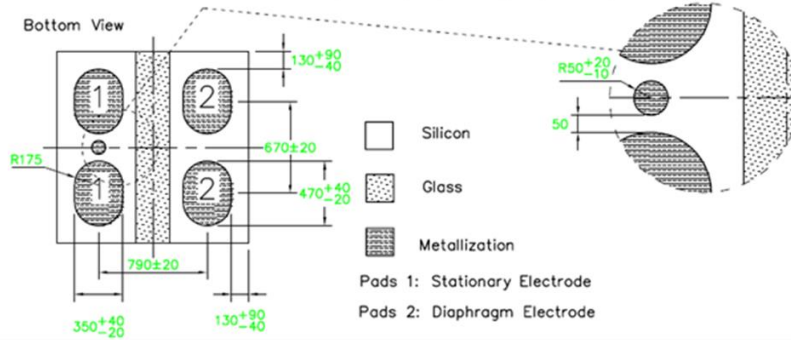 Bottom View
130+90
-40
1
2
670±20
R175
1
2
470+40
-20
790±20
350+40
-20
130+90
-40
Silicon
Glass
Metallization
Pads 1: Stationary Electrode
Pads 2: Diaphragm Electrode
R50+20
-10
50